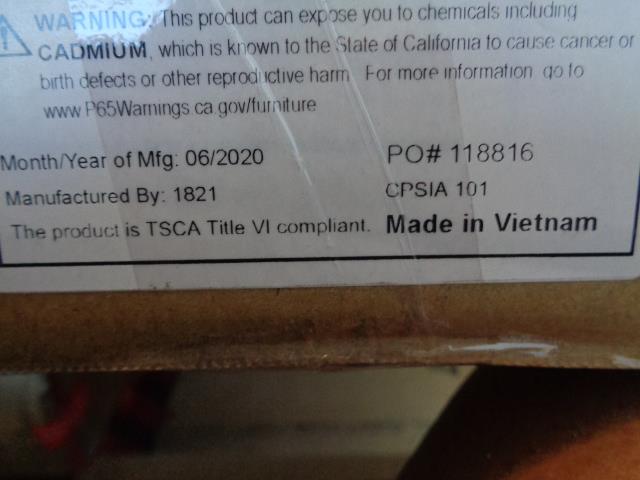 WARNING: This product can expose you to chemicals including
CADMIUM, which is known to the State of California to cause cancer or
birth defects or other reproductive harm For more information go to
www.P65Warnings.ca.gov/furniture
Month/Year of Mfg: 06/2020
PO# 118816
Manufactured By: 1821
CPSIA 101
The product is TSCA Title VI compliant.
Made in Vietnam